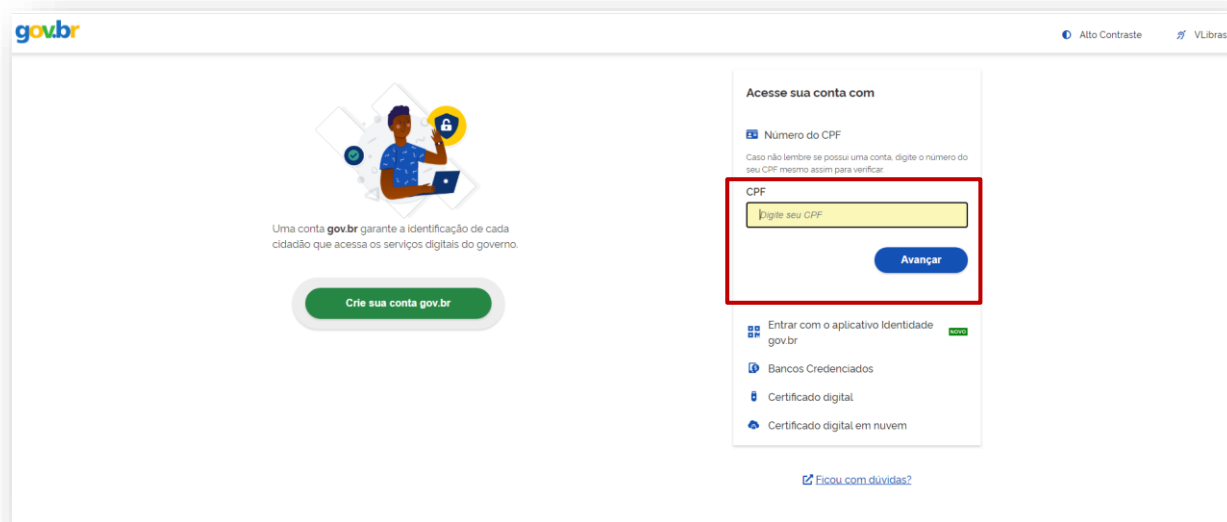 gov.br
Alto Contraste
VLibras
Uma conta gov.br garante a identificação de cada
cidadão que acessa os serviços digitais do governo.
Crie sua conta gov.br
Acesse sua conta com
Número do CPF
Caso não lembre se possui uma conta, digite o número do
seu CPF mesmo assim para verificar.
CPF
Digite seu CPF
Avançar
Entrar com o aplicativo Identidade
gov.br
NOVO
Bancos Credenciados
Certificado digital
Certificado digital em nuvem
Ficou com dúvidas?